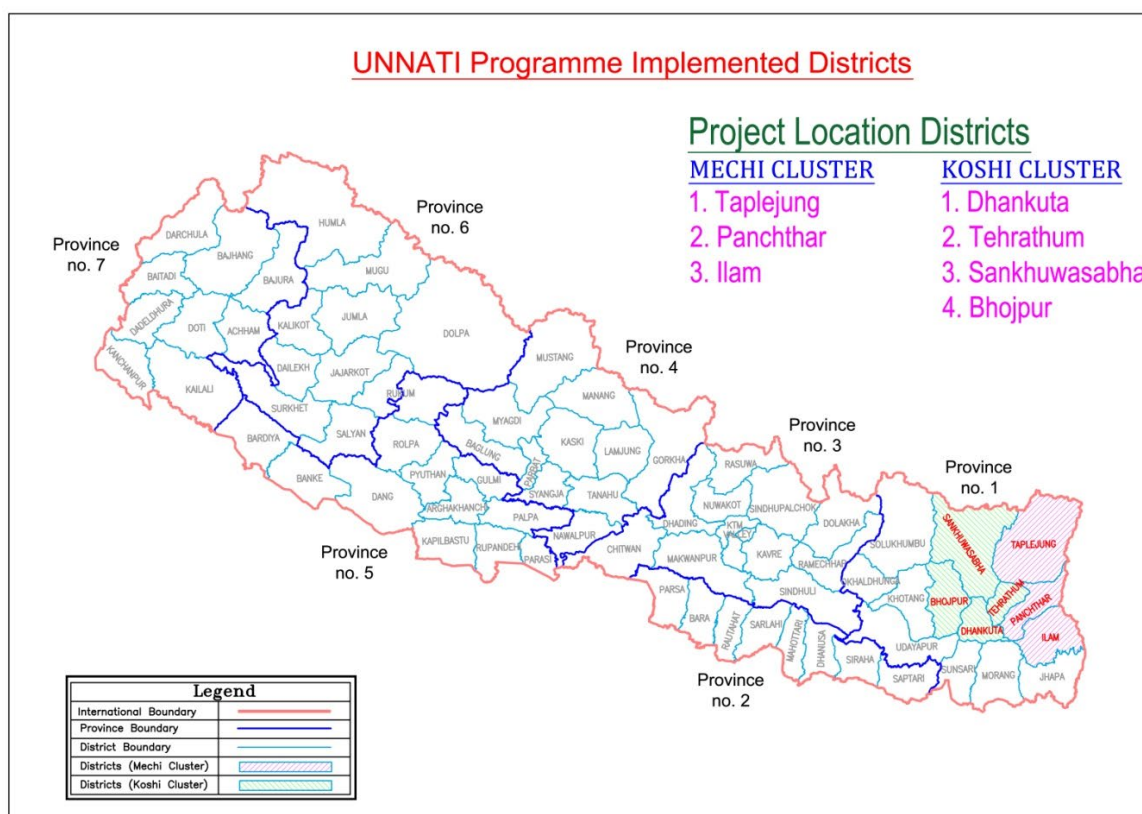 UNNATI Programme Implemented Districts
Project Location Districts
MECHI CLUSTER
1. Taplejung
2. Panchthar
3. Ilam
KOSHI CLUSTER
1. Dhankuta
2. Tehrathum
3. Sankhuwasabha
4. Bhojpur
Province
no. 7
Province
no. 6
Province
no. 4
Province
no. 3
Province
no. 1
Province
no. 5
Province
no. 2
DARCHULA
BAJHANG
BAITADI
BAJURA
DADELDHURA
DOTI
ACHHAM
KANCHANPUR
KAILALI
HUMLA
MUGU
KALIKOT
JUMLA
DOLPA
DAILEKH
JAJARKOT
RUKUM
SURKHET
SALYAN
BARDIYA
BANKE
ROLPA
PYUTHAN
DANG
GULMI
ARGHAKHANCHI
PALPA
KAPILBASTU
RUPANDEHI
PARASI
MUSTANG
MANANG
MYAGDI
KASKI
LAMJUNG
GORKHA
BAGLUNG
PARBAT
SYANGJA
TANAHU
NAWALPUR
CHITWAN
RASUWA
NUWAKOT
SINDHUPALCHOK
DHADING
KTM
VALLEY
DOLAKHA
KAVRE
RAMECHHAP
MAKWANPUR
SINDHULI
PARSA
BARA
RAUTAHAT
SARLAHI
MAHOTTARI
DHANUSA
SIRAHA
SAPTARI
SOLUKHUMBU
OKHALDHUNGA
KHOTANG
UDAYAPUR
SANKHUWASABHA
TAPLEJUNG
BHOJPUR
TEHRATHUM
PANCHTHAR
DHANKUTA
ILAM
SUNSARI
MORANG
JHAPA
Legend
International Boundary
Province Boundary
District Boundary
Districts (Mechi Cluster)
Districts (Koshi Cluster)